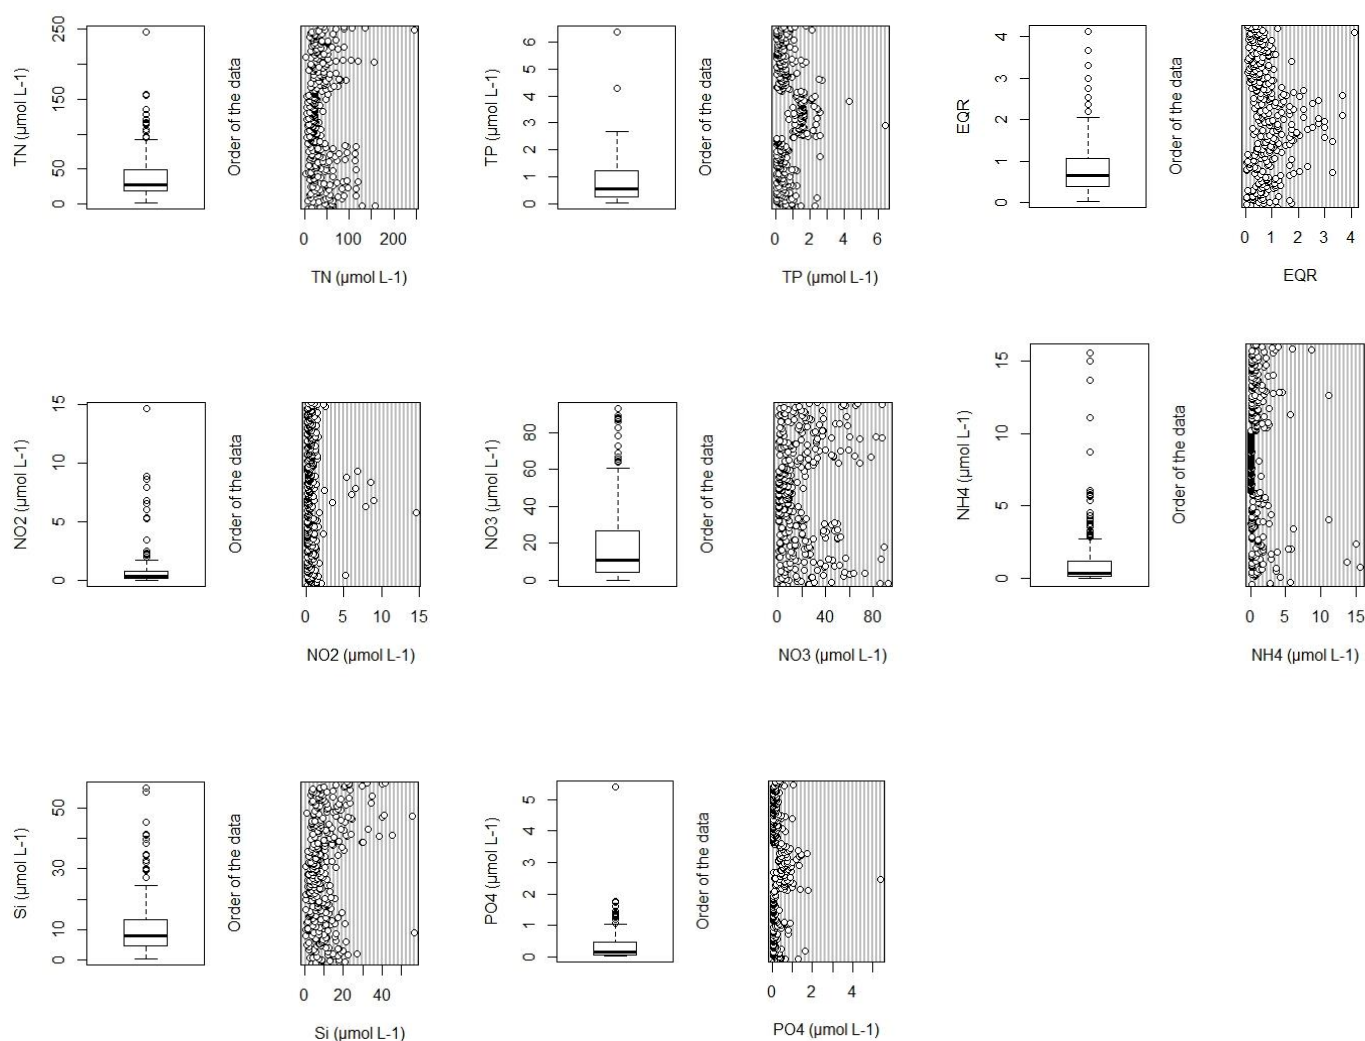 TN (µmol L-1)
0
50
150
250
Order of the data
0 100 200
TN (µmol L-1)
TP (µmol L-1)
0
1
2
3
4
5
6
Order of the data
0 2 4 6
TP (µmol L-1)
EQR
0
1
2
3
4
Order of the data
0 1 2 3 4
EQR
NO2 (µmol L-1)
0
5
10
15
Order of the data
0 5 10 15
NO2 (µmol L-1)
NO3 (µmol L-1)
0
20
40
60
80
Order of the data
0 40 80
NO3 (µmol L-1)
NH4 (µmol L-1)
0
5
10
15
Order of the data
0 5 10 15
NH4 (µmol L-1)
Si (µmol L-1)
0
10
30
50
Order of the data
0 20 40
Si (µmol L-1)
PO4 (µmol L-1)
0
1
2
3
4
5
Order of the data
0 2 4
PO4 (µmol L-1)